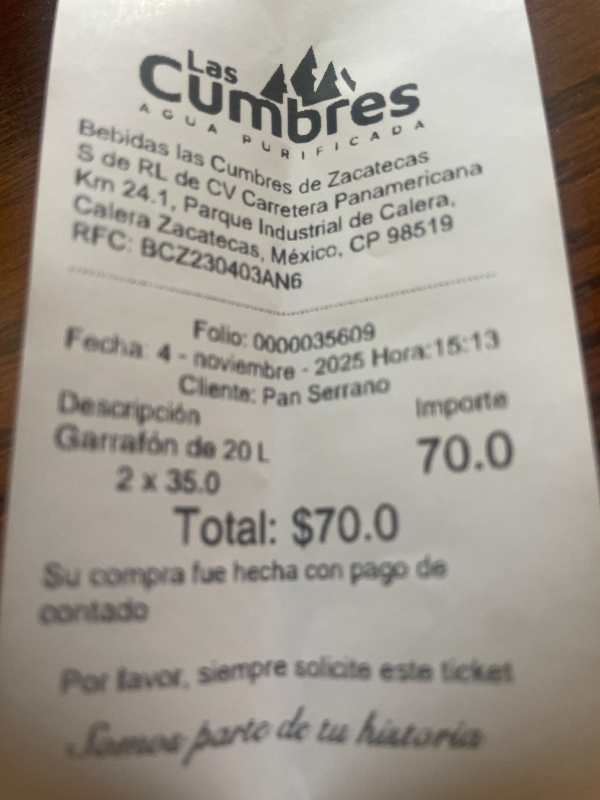 Las
Cumbres
AGUA PURIFICADA
Bebidas las Cumbres de Zacatecas
S de RL de CV Carretera Panamericana
Km 24.1, Parque Industrial de Calera,
Calera Zacatecas, México, CP 98519
RFC: BCZ230403AN6
Folio: 0000035609
Fecha: 4 - noviembre - 2025 Hora:15:13
Cliente: Pan Serrano
Descripción Importe
Garrafón de 20 L 70.0
2 x 35.0
Total: $70.0
Su compra fue hecha con pago de
contado
Por favor, siempre solicite este ticket
Somos parte de tu historia